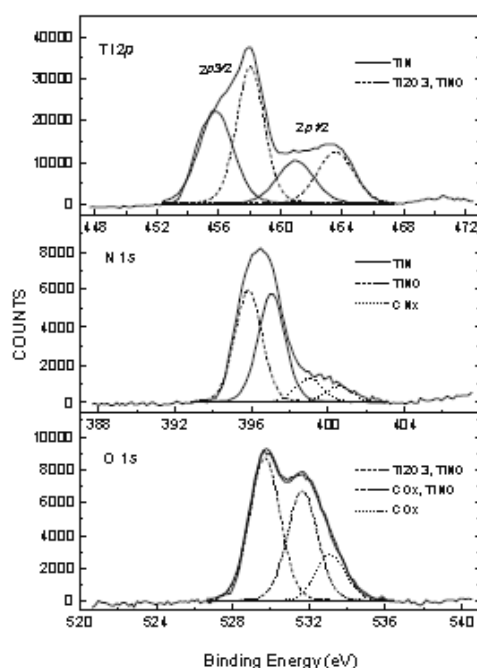 Ti 2p
40000
30000
20000
10000
0
2p3/2
2p1/2
TiN
Ti2O3, TiNO
448 452 456 460 464 468 472
N 1s
8000
6000
4000
2000
0
TiN
TiNO
CNx
388 392 396 400 404
COUNTS
O 1s
10000
8000
6000
4000
2000
0
Ti2O3, TiNO
COx, TiNO
COx
520 524 528 532 536 540
Binding Energy (eV)